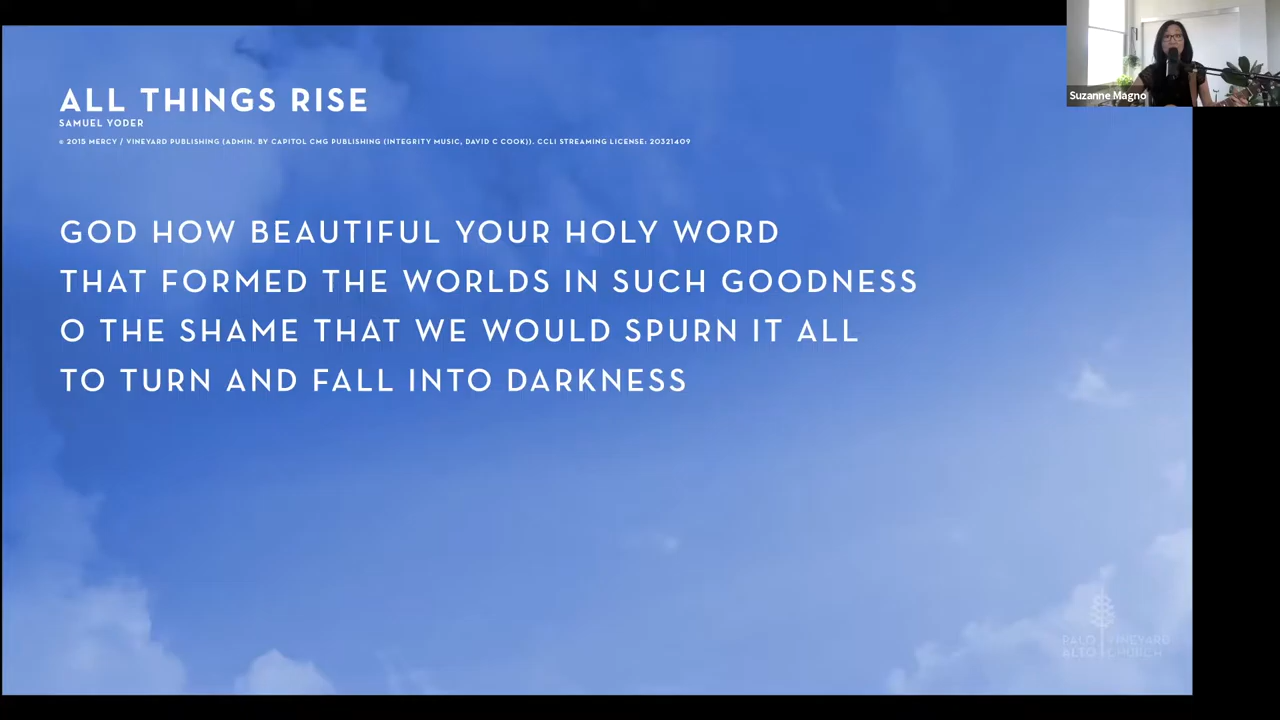 ALL THINGS RISE
SAMUEL YODER
© 2015 MERCY / VINEYARD PUBLISHING (ADMIN. BY CAPITOL CMG PUBLISHING (INTEGRITY MUSIC, DAVID C COOK)). CCLI STREAMING LICENSE: 20321409
GOD HOW BEAUTIFUL YOUR HOLY WORD
THAT FORMED THE WORLDS IN SUCH GOODNESS
O THE SHAME THAT WE WOULD SPURN IT ALL
TO TURN AND FALL INTO DARKNESS
Suzanne Magno
PALO VINEYARD
ALTO CHURCH